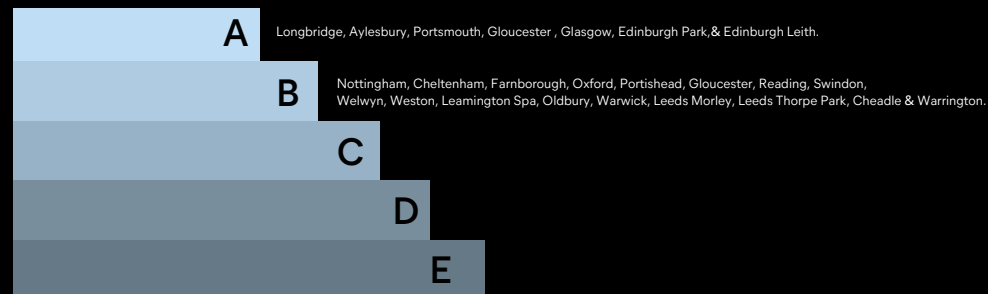 A
Longbridge, Aylesbury, Portsmouth, Gloucester , Glasgow, Edinburgh Park,& Edinburgh Leith.
B
Nottingham, Cheltenham, Farnborough, Oxford, Portishead, Gloucester, Reading, Swindon,
Welwyn, Weston, Leamington Spa, Oldbury, Warwick, Leeds Morley, Leeds Thorpe Park, Cheadle & Warrington.
C
D
E